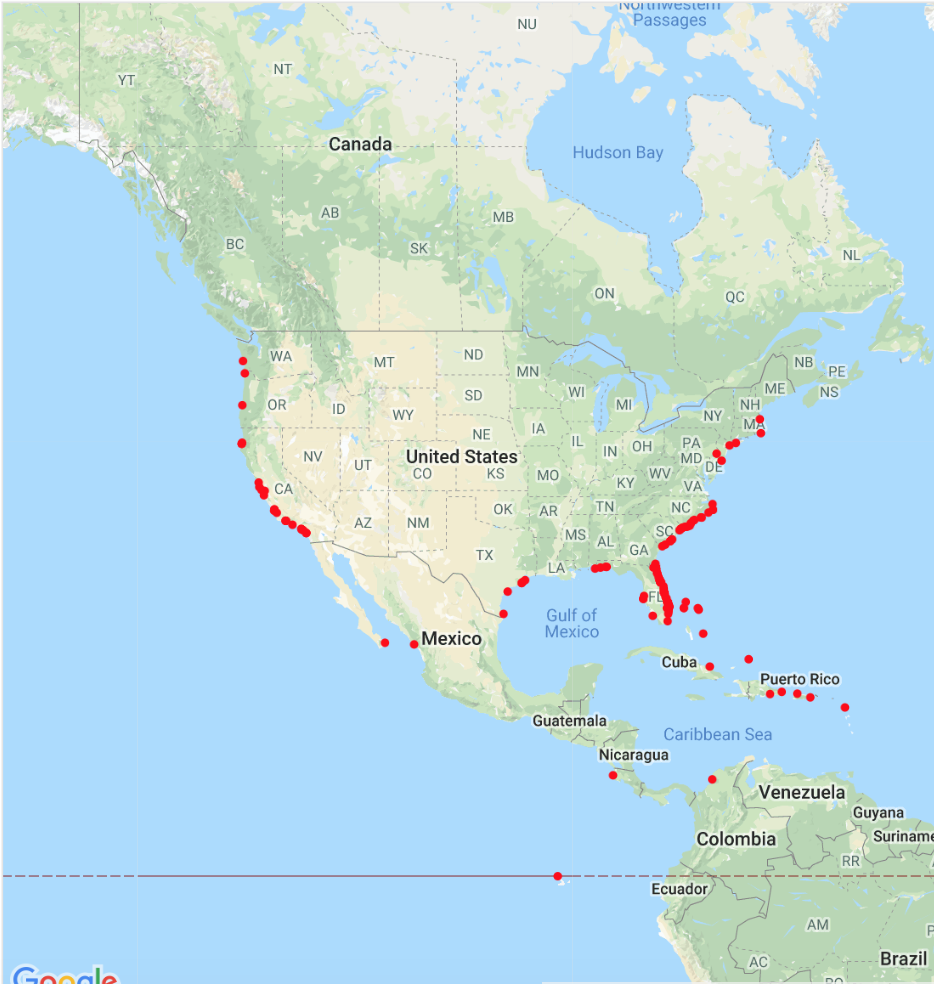 Northwestern
Passages
NU
NT
YT
Canada
Hudson Bay
AB
MB
SK
BC
NL
ON
QC
WA
MT
ND
MN
NB
PE
NS
ME
OR
ID
WY
SD
WI
MI
NH
NY
MA
NE
IA
IL
IN
OH
PA
MD
DE
NV
UT
United States
CO
KS
MO
KY
WV
VA
CA
AZ
NM
OK
AR
TN
NC
SC
MS
AL
GA
TX
LA
FL
Gulf of
Mexico
Mexico
Cuba
Puerto Rico
Guatemala
Caribbean Sea
Nicaragua
Venezuela
Guyana
Suriname
Colombia
RR
Ecuador
AM
AC
Brazil
RO
Google